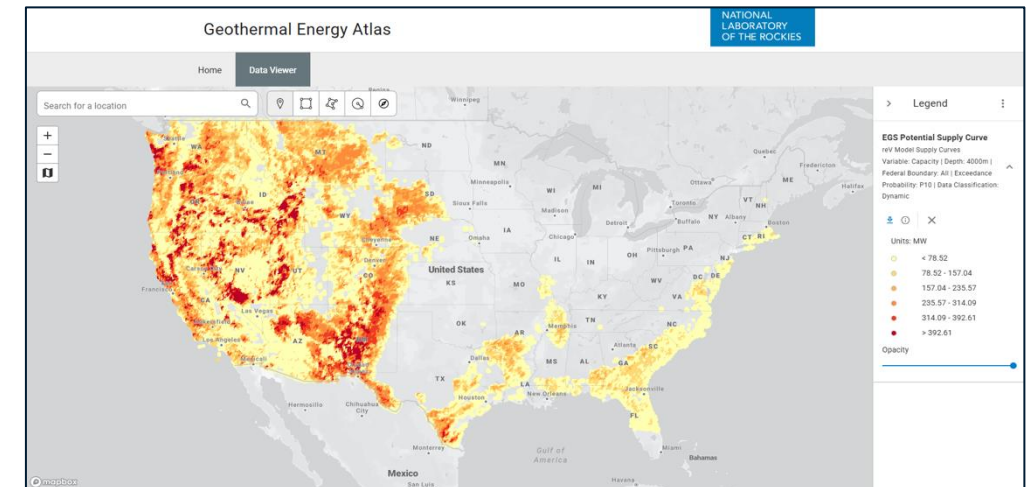 Geothermal Energy Atlas
NATIONAL
LABORATORY
OF THE ROCKIES
Home
Data Viewer
Search for a location
Legend
EGS Potential Supply Curve
reV Model Supply Curves
Variable: Capacity | Depth: 4000m |
Federal Boundary: All | Exceedance
Probability: P10 | Data Classification:
Dynamic
Units: MW
< 78.52
78.52 - 157.04
157.04 - 235.57
235.57 - 314.09
314.09 - 392.61
> 392.61
Opacity
Regina
Winnipeg
Seattle
WA
MT
ND
MN
Quebec
Fredericton
ME
Halifax
Ottawa
OR
ID
SD
Minneapolis
WI
MI
Toronto
VT
NH
WY
Sioux Falls
Madison
Detroit
Buffalo
NY
Albany
Boston
Cheyenne
NE
Omaha
IA
Chicago
CT
RI
Denver
IL
IN
OH
Pittsburgh
PA
NJ
NV
UT
CO
United States
KS
MO
WV
DC
DE
CA
KY
VA
Las Vegas
Los Angeles
AZ
OK
AR
Memphis
TN
NC
Mexicali
Dallas
MS
AL
Atlanta
GA
SC
TX
LA
Jacksonville
Hermosillo
Chihuahua
City
Houston
New Orleans
FL
Monterrey
Gulf of
America
Miami
Bahamas
Mexico
San Luis
Havana
mapbox